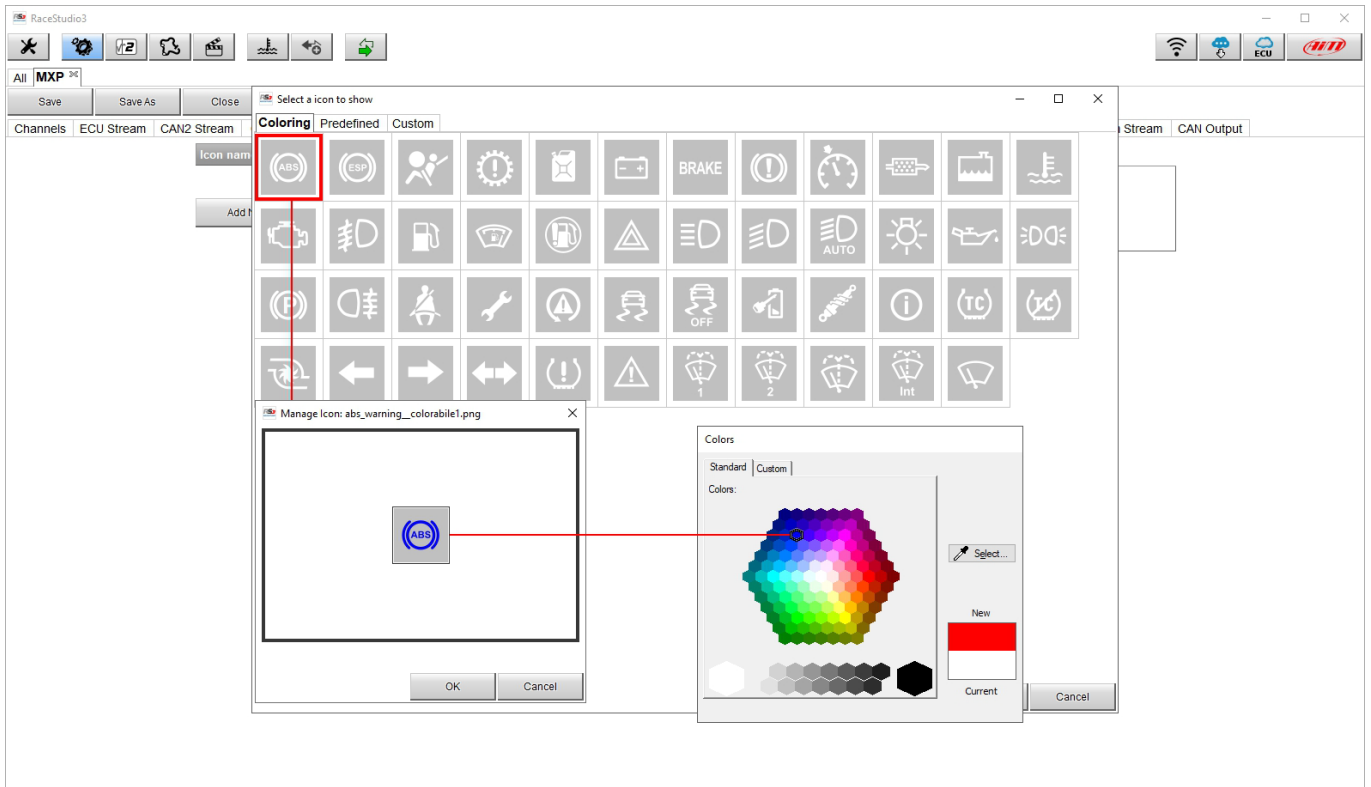 RaceStudio3
ECU
AiM
All MXP
Save Save As Close
Select a icon to show
Channels ECU Stream CAN2 Stream
Stream CAN Output
Coloring Predefined Custom
Icon nam
Add
ABS ESP BRAKE
AUTO
P OFF TC TC
1 2 Int
Manage Icon: abs_warning__colorabile1.png
ABS
OK Cancel
Colors
Standard Custom
Colors:
Select...
New
Current
Cancel